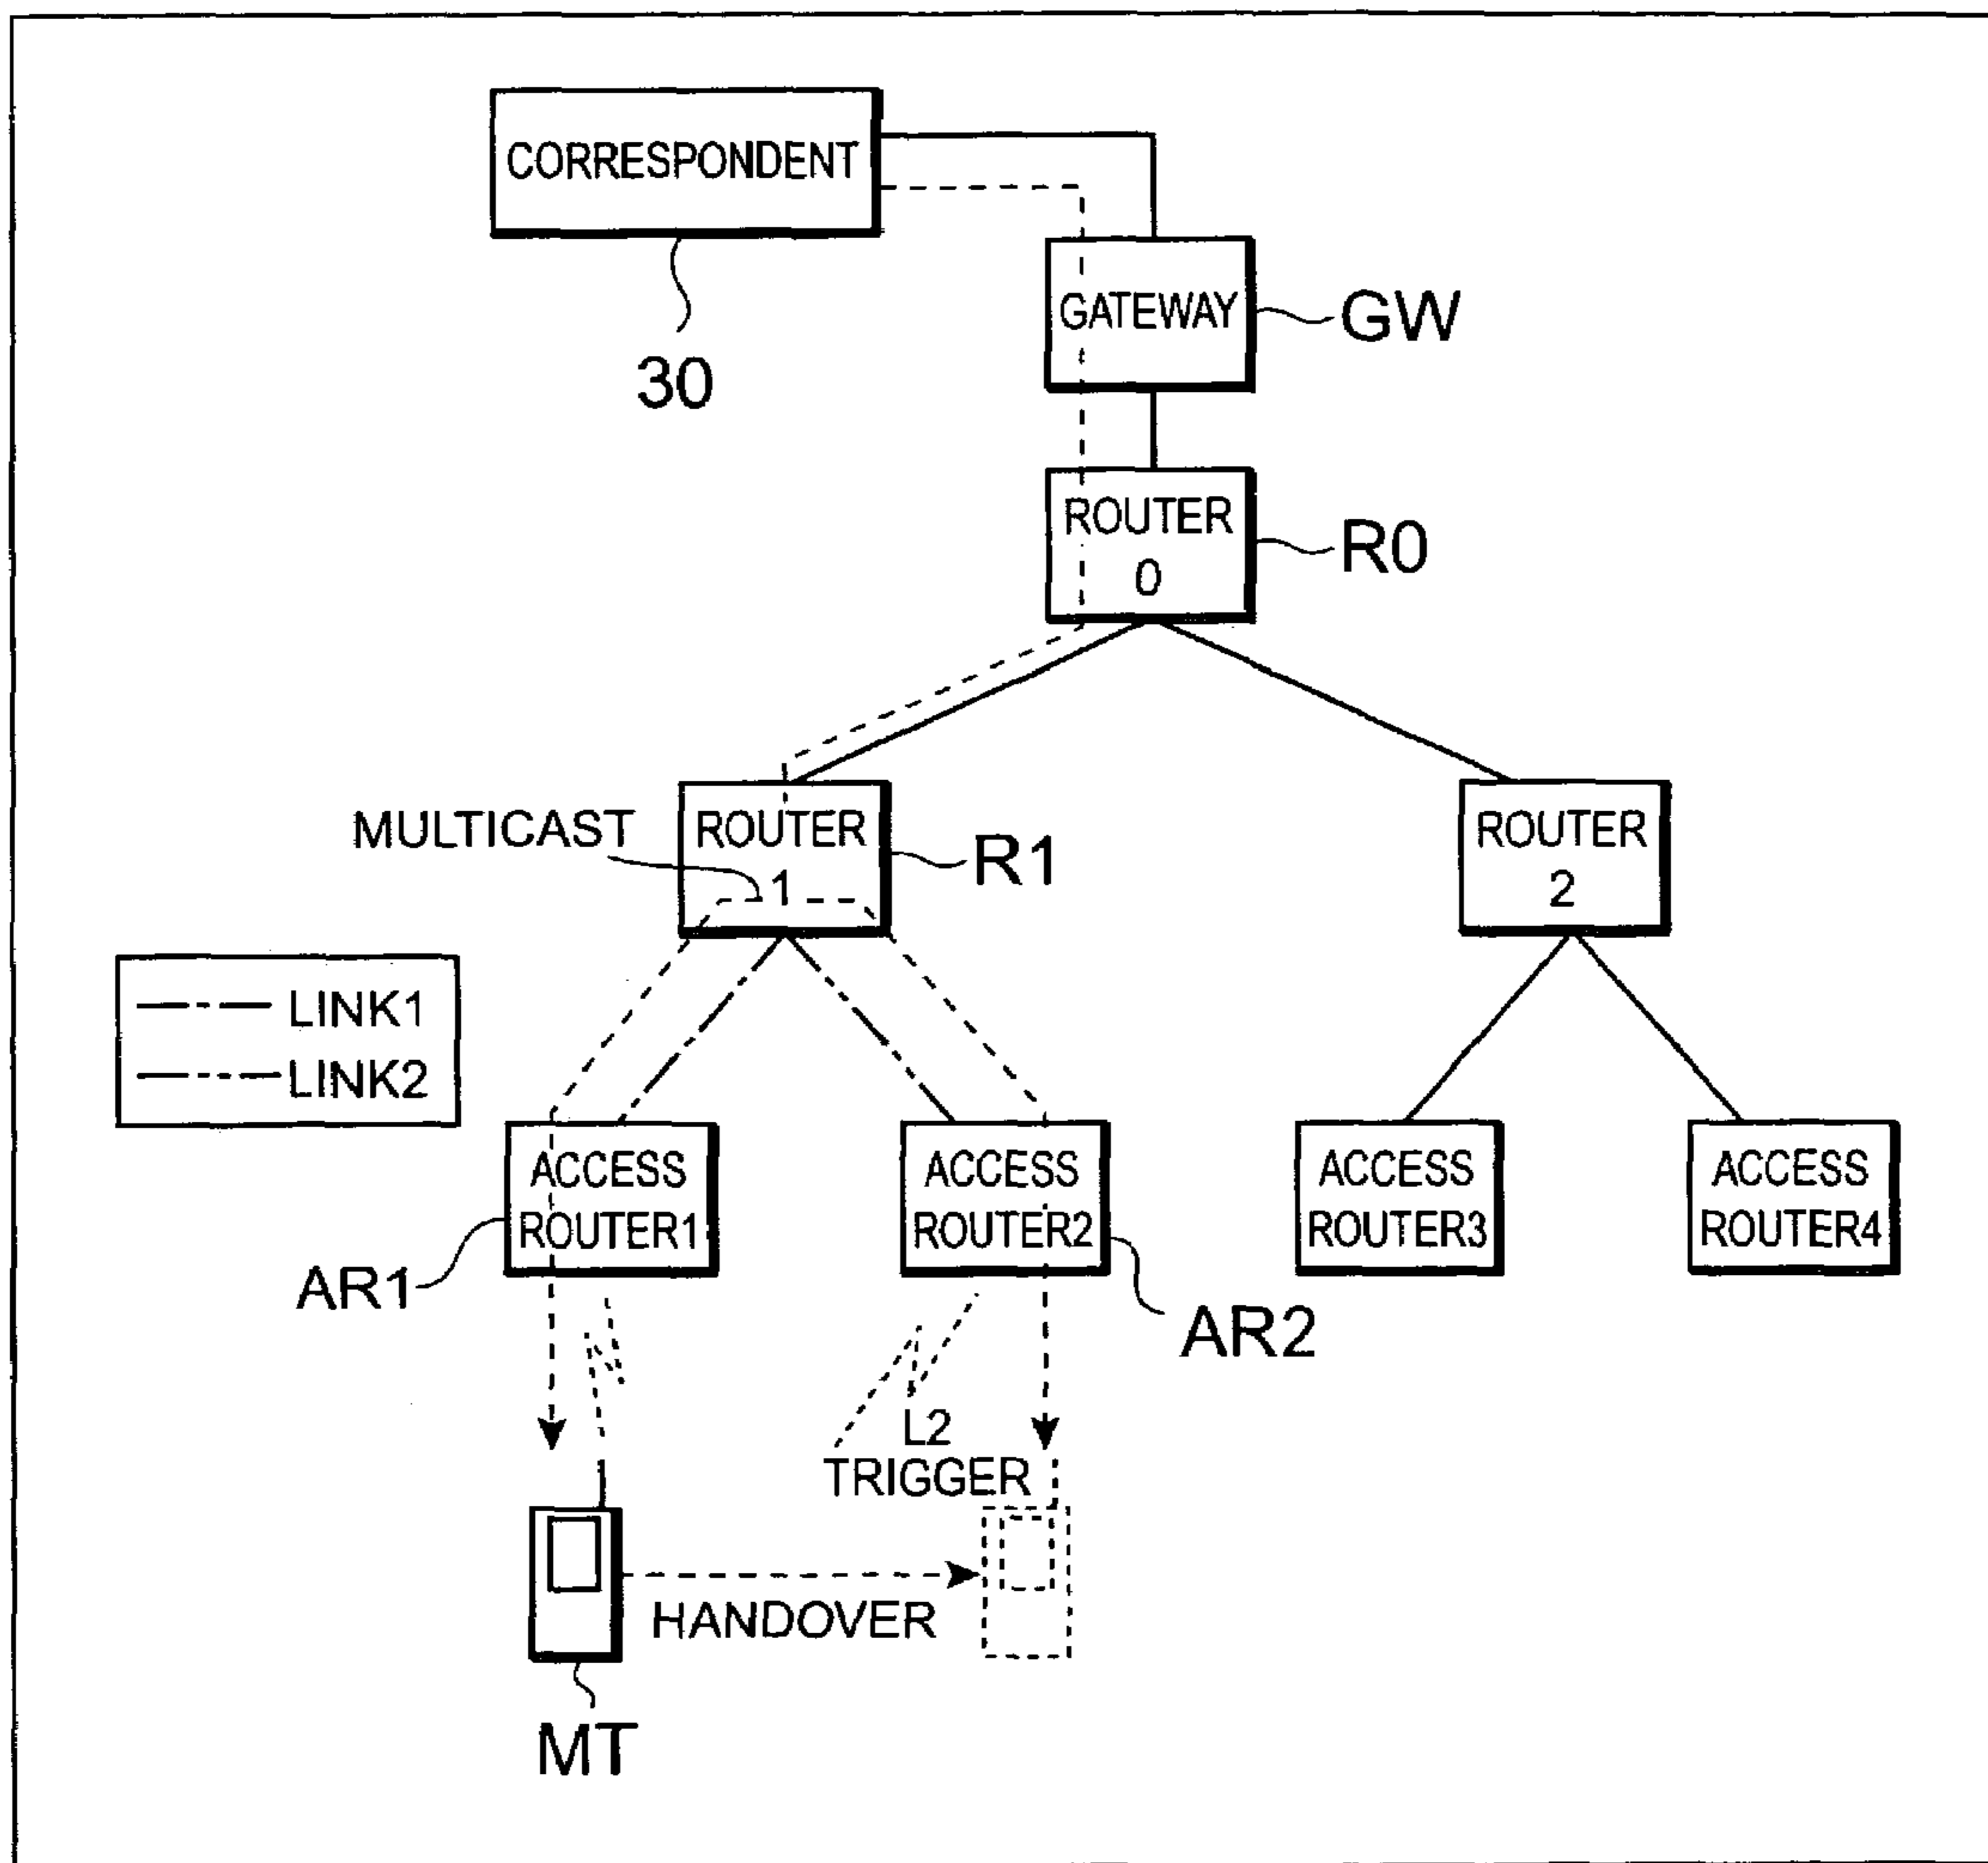 CORRESPONDENT
30
GATEWAY
GW
ROUTER
0
R0
MULTICAST
ROUTER
1
R1
ROUTER
2
LINK1
LINK2
ACCESS
ROUTER1
AR1
ACCESS
ROUTER2
AR2
ACCESS
ROUTER3
ACCESS
ROUTER4
L2
TRIGGER
HANDOVER
MT